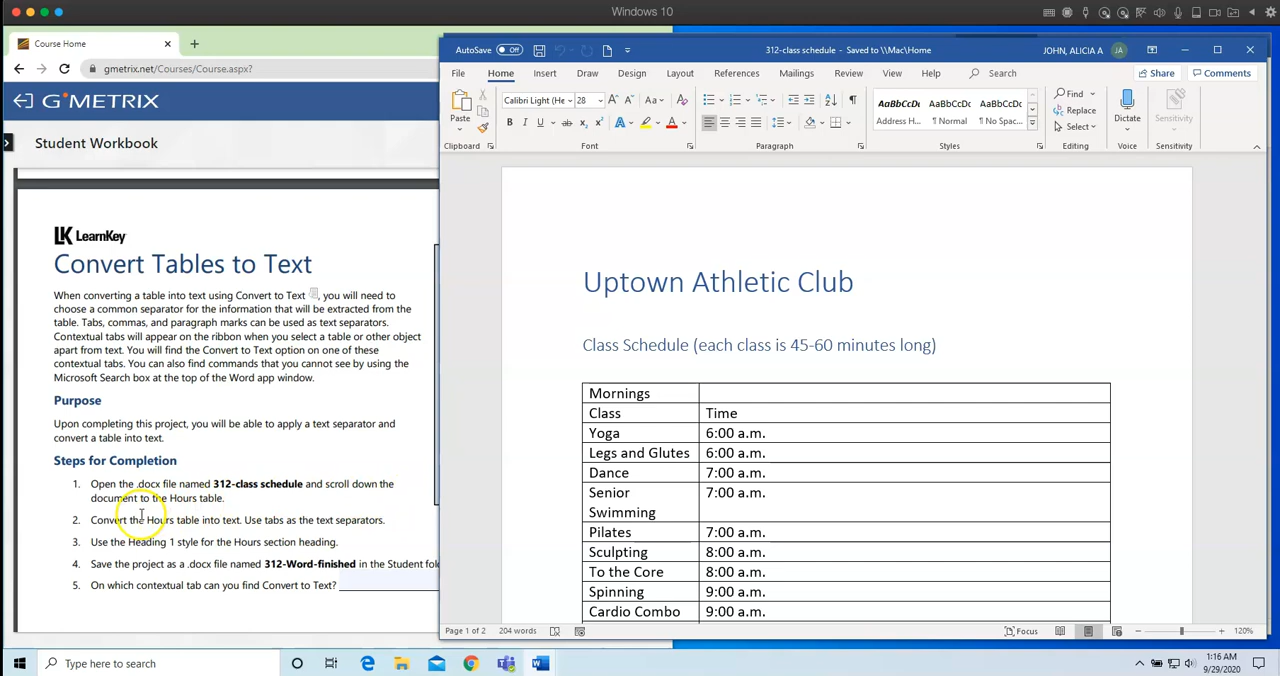 Windows 10
Course Home
gmetrix.net/Courses/Course.aspx?
G*METRIX
Student Workbook
LK LearnKey
Convert Tables to Text
When converting a table into text using Convert to Text , you will need to
choose a common separator for the information that will be extracted from the
table. Tabs, commas, and paragraph marks can be used as text separators.
Contextual tabs will appear on the ribbon when you select a table or other object
apart from text. You will find the Convert to Text option on one of these
contextual tabs. You can also find commands that you cannot see by using the
Microsoft Search box at the top of the Word app window.
Purpose
Upon completing this project, you will be able to apply a text separator and
convert a table into text.
Steps for Completion
1. Open the .docx file named 312-class schedule and scroll down the
document to the Hours table.
2. Convert the Hours table into text. Use tabs as the text separators.
3. Use the Heading 1 style for the Hours section heading.
4. Save the project as a .docx file named 312-Word-finished in the Student fol
5. On which contextual tab can you find Convert to Text?
AutoSave Off
312-class schedule - Saved to \\Mac\Home
JOHN, ALICIA A JA
File Home Insert Draw Design Layout References Mailings Review View Help Search Share Comments
Paste
Clipboard
Calibri Light (He 28
Aa
B I U ab
Font
Paragraph
AaBbCcDc AaBbCcDc AaBbCcDc
Address H... ¶ Normal ¶ No Spac...
Styles
Find
Replace
Select
Editing
Dictate
Voice
Sensitivity
Sensitivity
Uptown Athletic Club
Class Schedule (each class is 45-60 minutes long)
Mornings
Class Time
Yoga 6:00 a.m.
Legs and Glutes 6:00 a.m.
Dance 7:00 a.m.
Senior 7:00 a.m.
Swimming
Pilates 7:00 a.m.
Sculpting 8:00 a.m.
To the Core 8:00 a.m.
Spinning 9:00 a.m.
Cardio Combo 9:00 a.m.
Page 1 of 2 204 words Focus 120%
Type here to search
1:16 AM
9/29/2020